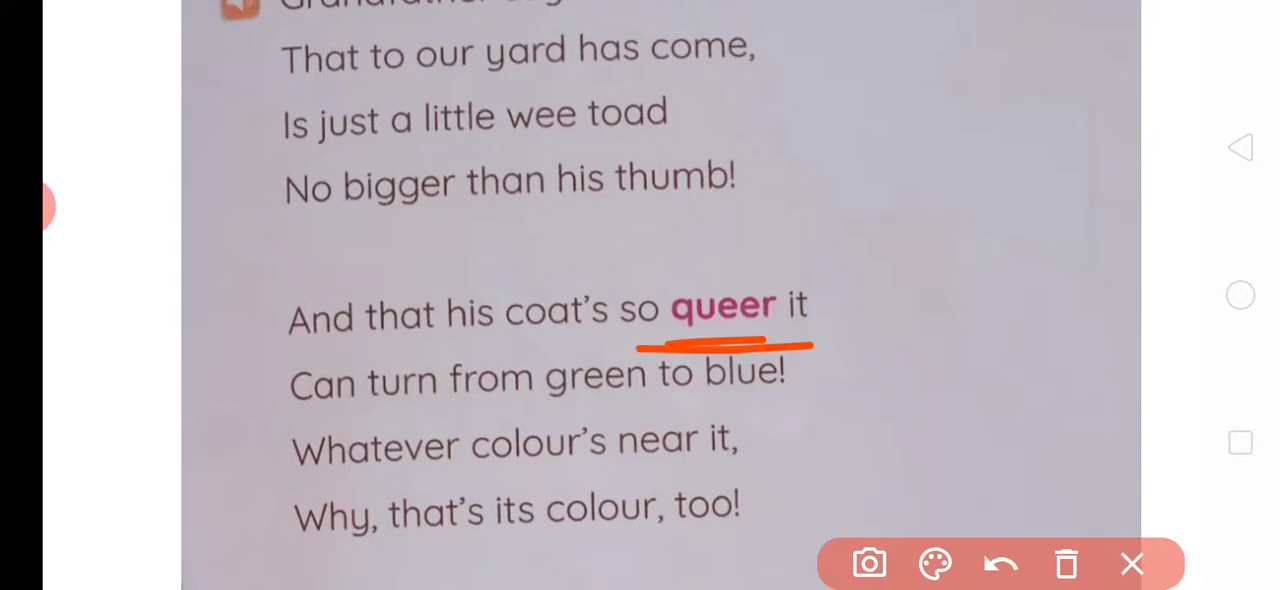 That to our yard has come,
Is just a little wee toad
No bigger than his thumb!
And that his coat's so queer it
Can turn from green to blue!
Whatever colour's near it,
Why, that's its colour, too!